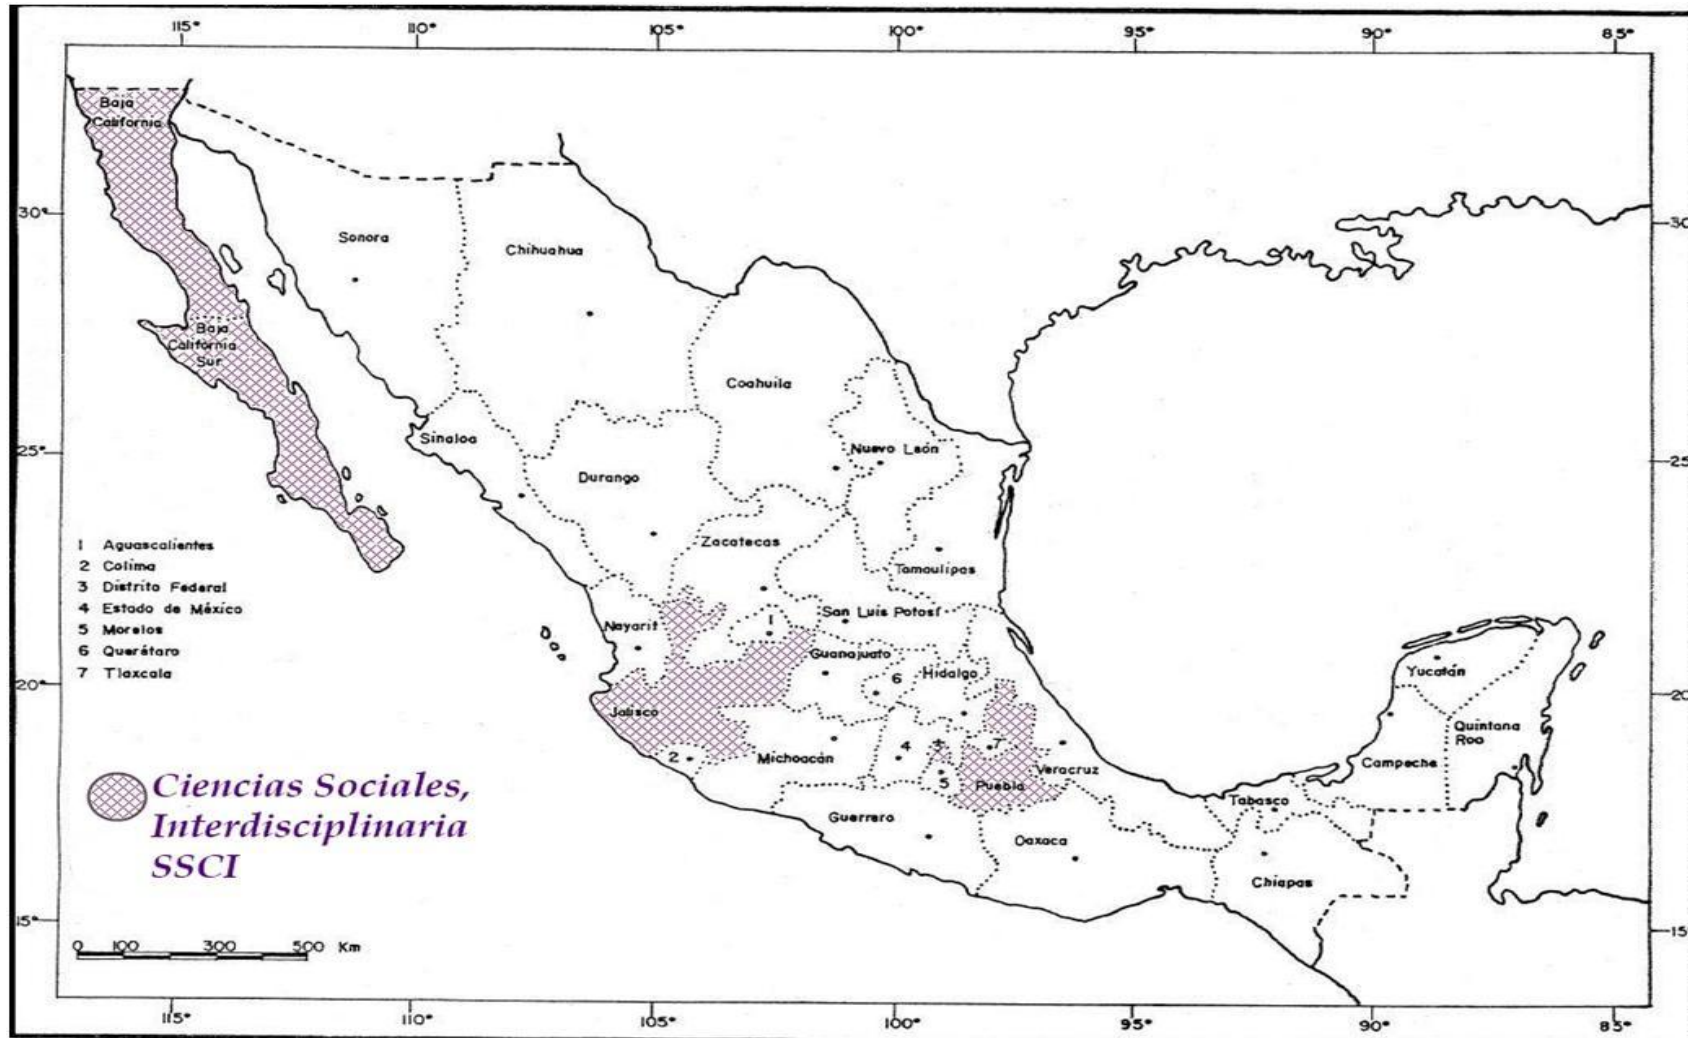 115°
110°
105°
100°
95°
90°
85°
Baja
California
30°
30
Sonora
Chihuahua
Baja
California
Sur
Coahuila
Sinaloa
Nuevo León
25°
25
Durango
1 Aguascalientes
2 Colima
3 Distrito Federal
4 Estado de México
5 Morelos
6 Querétaro
7 Tlaxcala
Zacatecas
Tamaulipas
San Luis Potosí
Nayarit
1
Guanajuato
Hidalgo
6
Yucatán
20°
20
Jalisco
Quintana
Roo
2
Michoacán
4
3
7
Veracruz
Campeche
5
Puebla
Tabasco
Guerrero
Oaxaca
Chiapas
Ciencias Sociales,
Interdisciplinaria
SSCI
15°
15
0 100 300 500 Km
115°
110°
105°
100°
95°
90°
85°